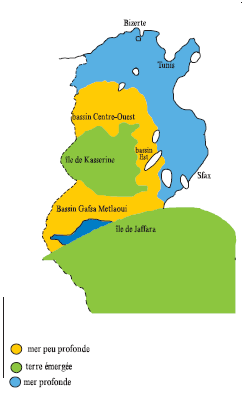 Bizerte
Tunis
bassin Centre-Ouest
bassin
Est
Ile de Kasserine
Sfax
Bassin Gafsa Metlaoui
Ile de Jaffara
mer peu profonde
terre émergée
mer profonde